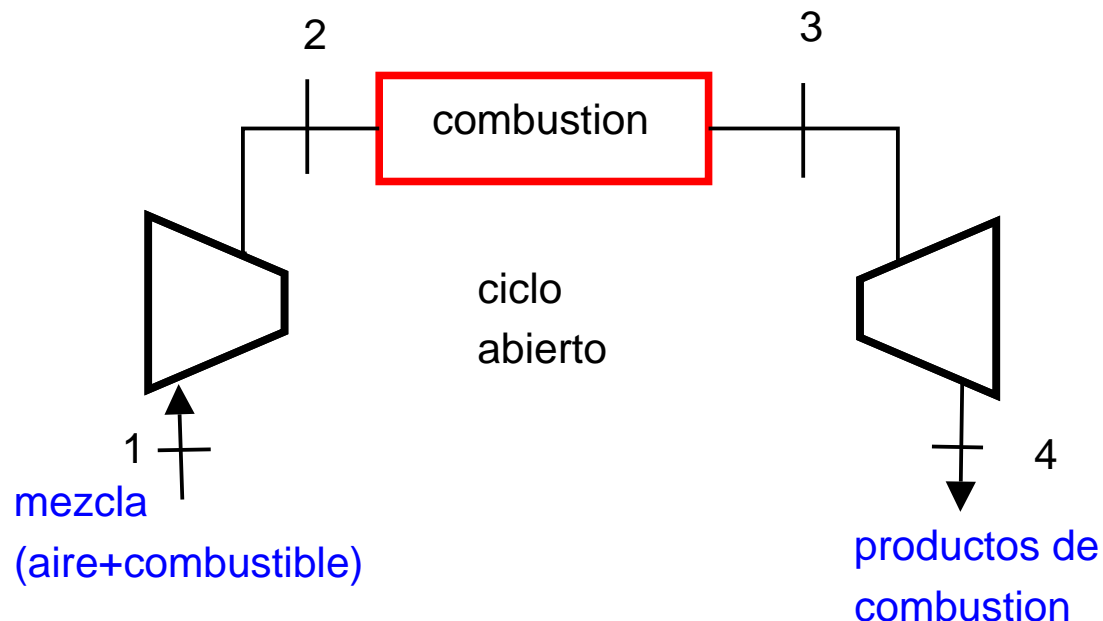 2
3
combustion
ciclo
abierto
1
mezcla
(aire+combustible)
4
productos de
combustion